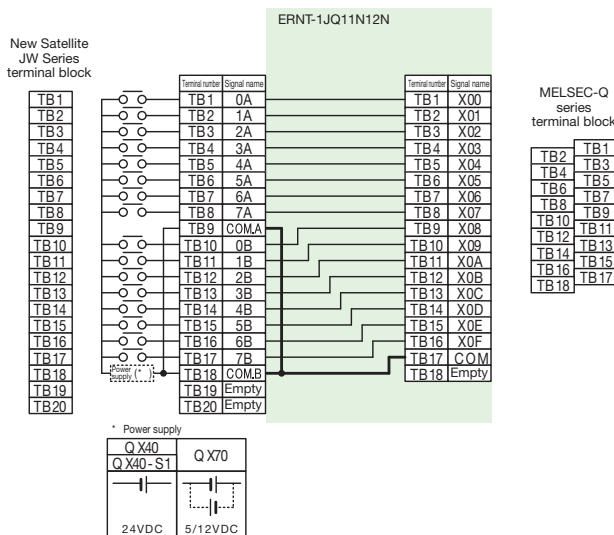 ERNT-1JQ11N12N
New Satellite
JW Series
terminal block
TB1
TB2
TB3
TB4
TB5
TB6
TB7
TB8
TB9
TB10
TB11
TB12
TB13
TB14
TB15
TB16
TB17
TB18
TB19
TB20
Power
supply (* )
Terminal number Signal name
TB1 0A
TB2 1A
TB3 2A
TB4 3A
TB5 4A
TB6 5A
TB7 6A
TB8 7A
TB9 COM.A
TB10 0B
TB11 1B
TB12 2B
TB13 3B
TB14 4B
TB15 5B
TB16 6B
TB17 7B
TB18 COM.B
TB19 Empty
TB20 Empty
Terminal number Signal name
TB1 X00
TB2 X01
TB3 X02
TB4 X03
TB5 X04
TB6 X05
TB7 X06
TB8 X07
TB9 X08
TB10 X09
TB11 X0A
TB12 X0B
TB13 X0C
TB14 X0D
TB15 X0E
TB16 X0F
TB17 COM
TB18 Empty
MELSEC-Q
series
terminal block
TB1
TB2
TB3
TB4
TB5
TB6
TB7
TB8
TB9
TB10
TB11
TB12
TB13
TB14
TB15
TB16
TB17
TB18
* Power supply
QX40
QX40-S1
QX70
24VDC
5/12VDC